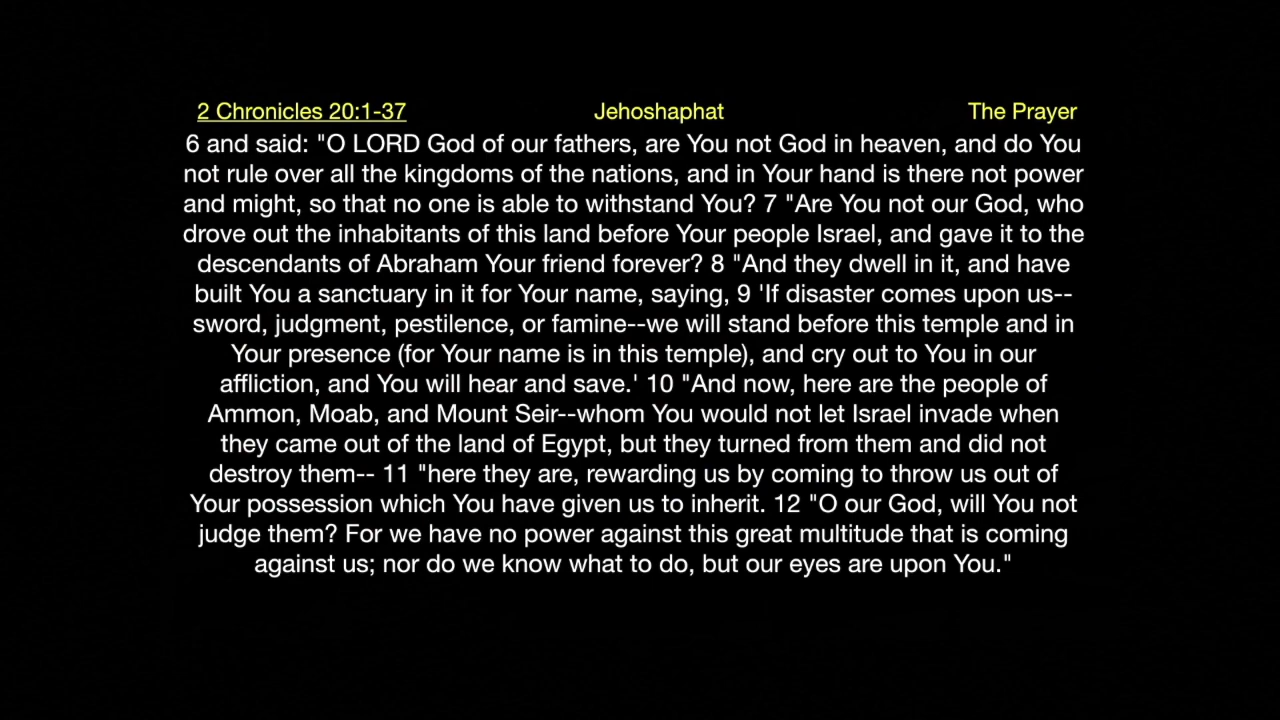 2 Chronicles 20:1-37 Jehoshaphat The Prayer
6 and said: "O LORD God of our fathers, are You not God in heaven, and do You
not rule over all the kingdoms of the nations, and in Your hand is there not power
and might, so that no one is able to withstand You? 7 "Are You not our God, who
drove out the inhabitants of this land before Your people Israel, and gave it to the
descendants of Abraham Your friend forever? 8 "And they dwell in it, and have
built You a sanctuary in it for Your name, saying, 9 'If disaster comes upon us--
sword, judgment, pestilence, or famine--we will stand before this temple and in
Your presence (for Your name is in this temple), and cry out to You in our
affliction, and You will hear and save.' 10 "And now, here are the people of
Ammon, Moab, and Mount Seir--whom You would not let Israel invade when
they came out of the land of Egypt, but they turned from them and did not
destroy them-- 11 "here they are, rewarding us by coming to throw us out of
Your possession which You have given us to inherit. 12 "O our God, will You not
judge them? For we have no power against this great multitude that is coming
against us; nor do we know what to do, but our eyes are upon You."